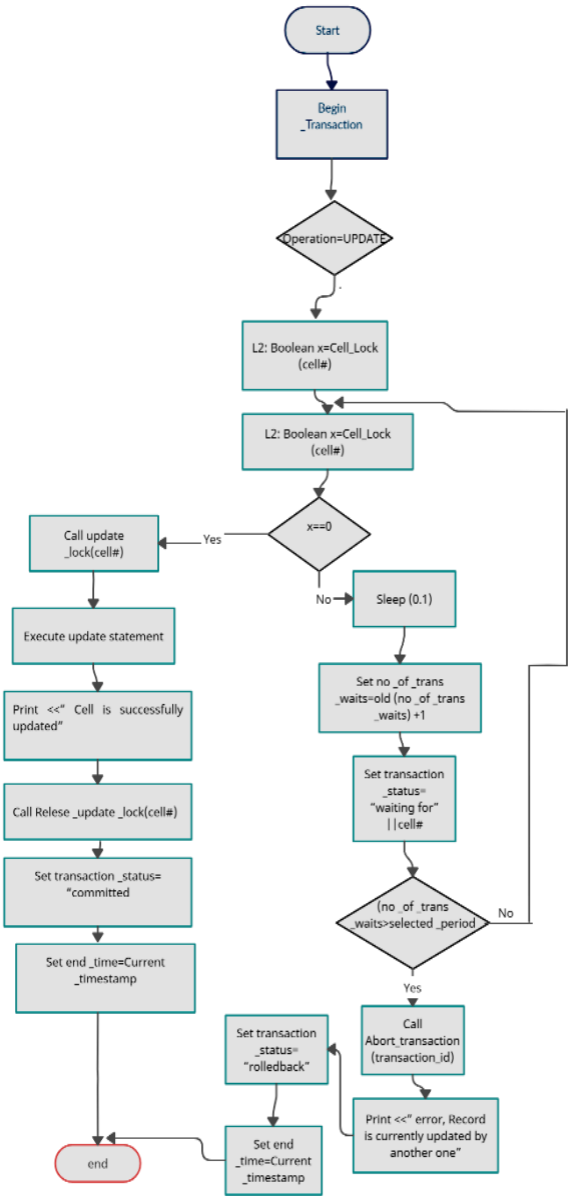 Start
Begin
_Transaction
Operation=UPDATE
L2: Boolean x=Cell_Lock
(cell#)
L2: Boolean x=Cell_Lock
(cell#)
x==0
Yes
Call update
_lock(cell#)
Execute update statement
Print <<“ Cell is successfully
updated”
Call Relese _update _lock(cell#)
Set transaction _status=
“committed
Set end _time=Current
_timestamp
No
Sleep (0.1)
Set no _of _trans
_waits=old (no _of _trans
_waits) +1
Set transaction
_status=
“waiting for”
||cell#
(no _of _trans
_waits>selected _period
No
Yes
Call
Abort_transaction
(transaction_id)
Print <<“ error, Record
is currently updated by
another one”
Set transaction
_status=
“rolledback”
Set end
_time=Current
_timestamp
end